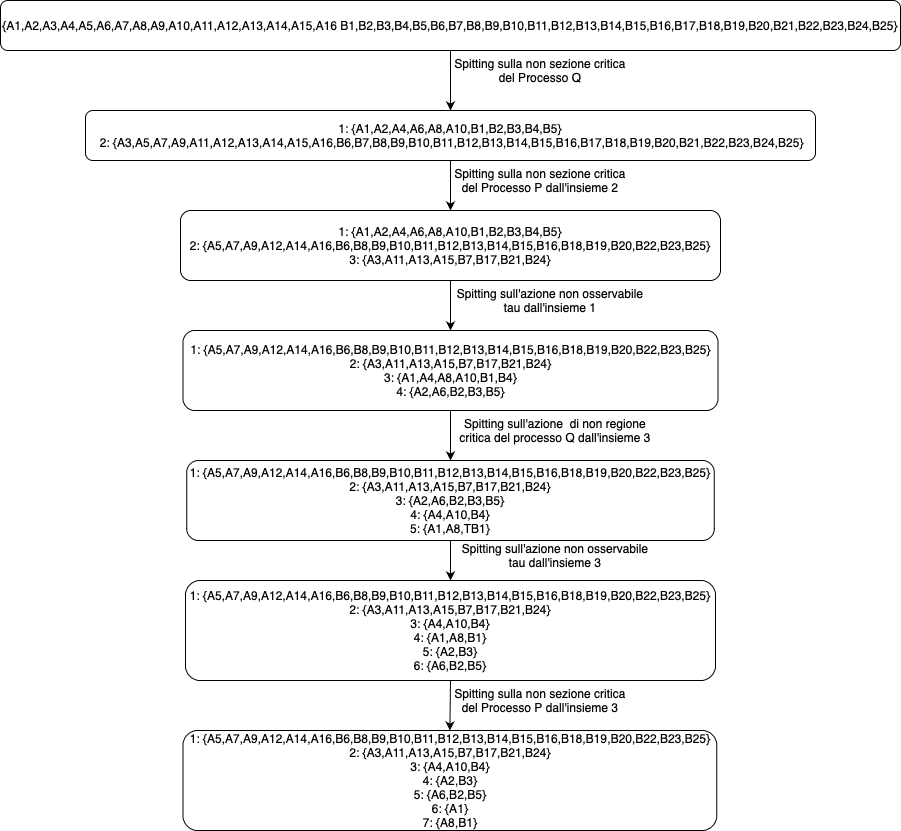 {A1,A2,A3,A4,A5,A6,A7,A8,A9,A10,A11,A12,A13,A14,A15,A16 B1,B2,B3,B4,B5,B6,B7,B8,B9,B10,B11,B12,B13,B14,B15,B16,B17,B18,B19,B20,B21,B22,B23,B24,B25}
Spitting sulla non sezione critica
del Processo Q
1: {A1,A2,A4,A6,A8,A10,B1,B2,B3,B4,B5}
2: {A3,A5,A7,A9,A11,A12,A13,A14,A15,A16,B6,B7,B8,B9,B10,B11,B12,B13,B14,B15,B16,B17,B18,B19,B20,B21,B22,B23,B24,B25}
Spitting sulla non sezione critica
del Processo P dall'insieme 2
1: {A1,A2,A4,A6,A8,A10,B1,B2,B3,B4,B5}
2: {A5,A7,A9,A12,A14,A16,B6,B8,B9,B10,B11,B12,B13,B14,B15,B16,B18,B19,B20,B22,B23,B25}
3: {A3,A11,A13,A15,B7,B17,B21,B24}
Spitting sull'azione non osservabile
tau dall'insieme 1
1: {A5,A7,A9,A12,A14,A16,B6,B8,B9,B10,B11,B12,B13,B14,B15,B16,B18,B19,B20,B22,B23,B25}
2: {A3,A11,A13,A15,B7,B17,B21,B24}
3: {A1,A4,A8,A10,B1,B4}
4: {A2,A6,B2,B3,B5}
Spitting sull'azione  di non regione
critica del processo Q dall'insieme 3
1: {A5,A7,A9,A12,A14,A16,B6,B8,B9,B10,B11,B12,B13,B14,B15,B16,B18,B19,B20,B22,B23,B25}
2: {A3,A11,A13,A15,B7,B17,B21,B24}
3: {A2,A6,B2,B3,B5}
4: {A4,A10,B4}
5: {A1,A8,TB1}
Spitting sull'azione non osservabile
tau dall'insieme 3
1: {A5,A7,A9,A12,A14,A16,B6,B8,B9,B10,B11,B12,B13,B14,B15,B16,B18,B19,B20,B22,B23,B25}
2: {A3,A11,A13,A15,B7,B17,B21,B24}
3: {A4,A10,B4}
4: {A1,A8,B1}
5: {A2,B3}
6: {A6,B2,B5}
Spitting sulla non sezione critica
del Processo P dall'insieme 3
1: {A5,A7,A9,A12,A14,A16,B6,B8,B9,B10,B11,B12,B13,B14,B15,B16,B18,B19,B20,B22,B23,B25}
2: {A3,A11,A13,A15,B7,B17,B21,B24}
3: {A4,A10,B4}
4: {A2,B3}
5: {A6,B2,B5}
6: {A1}
7: {A8,B1}